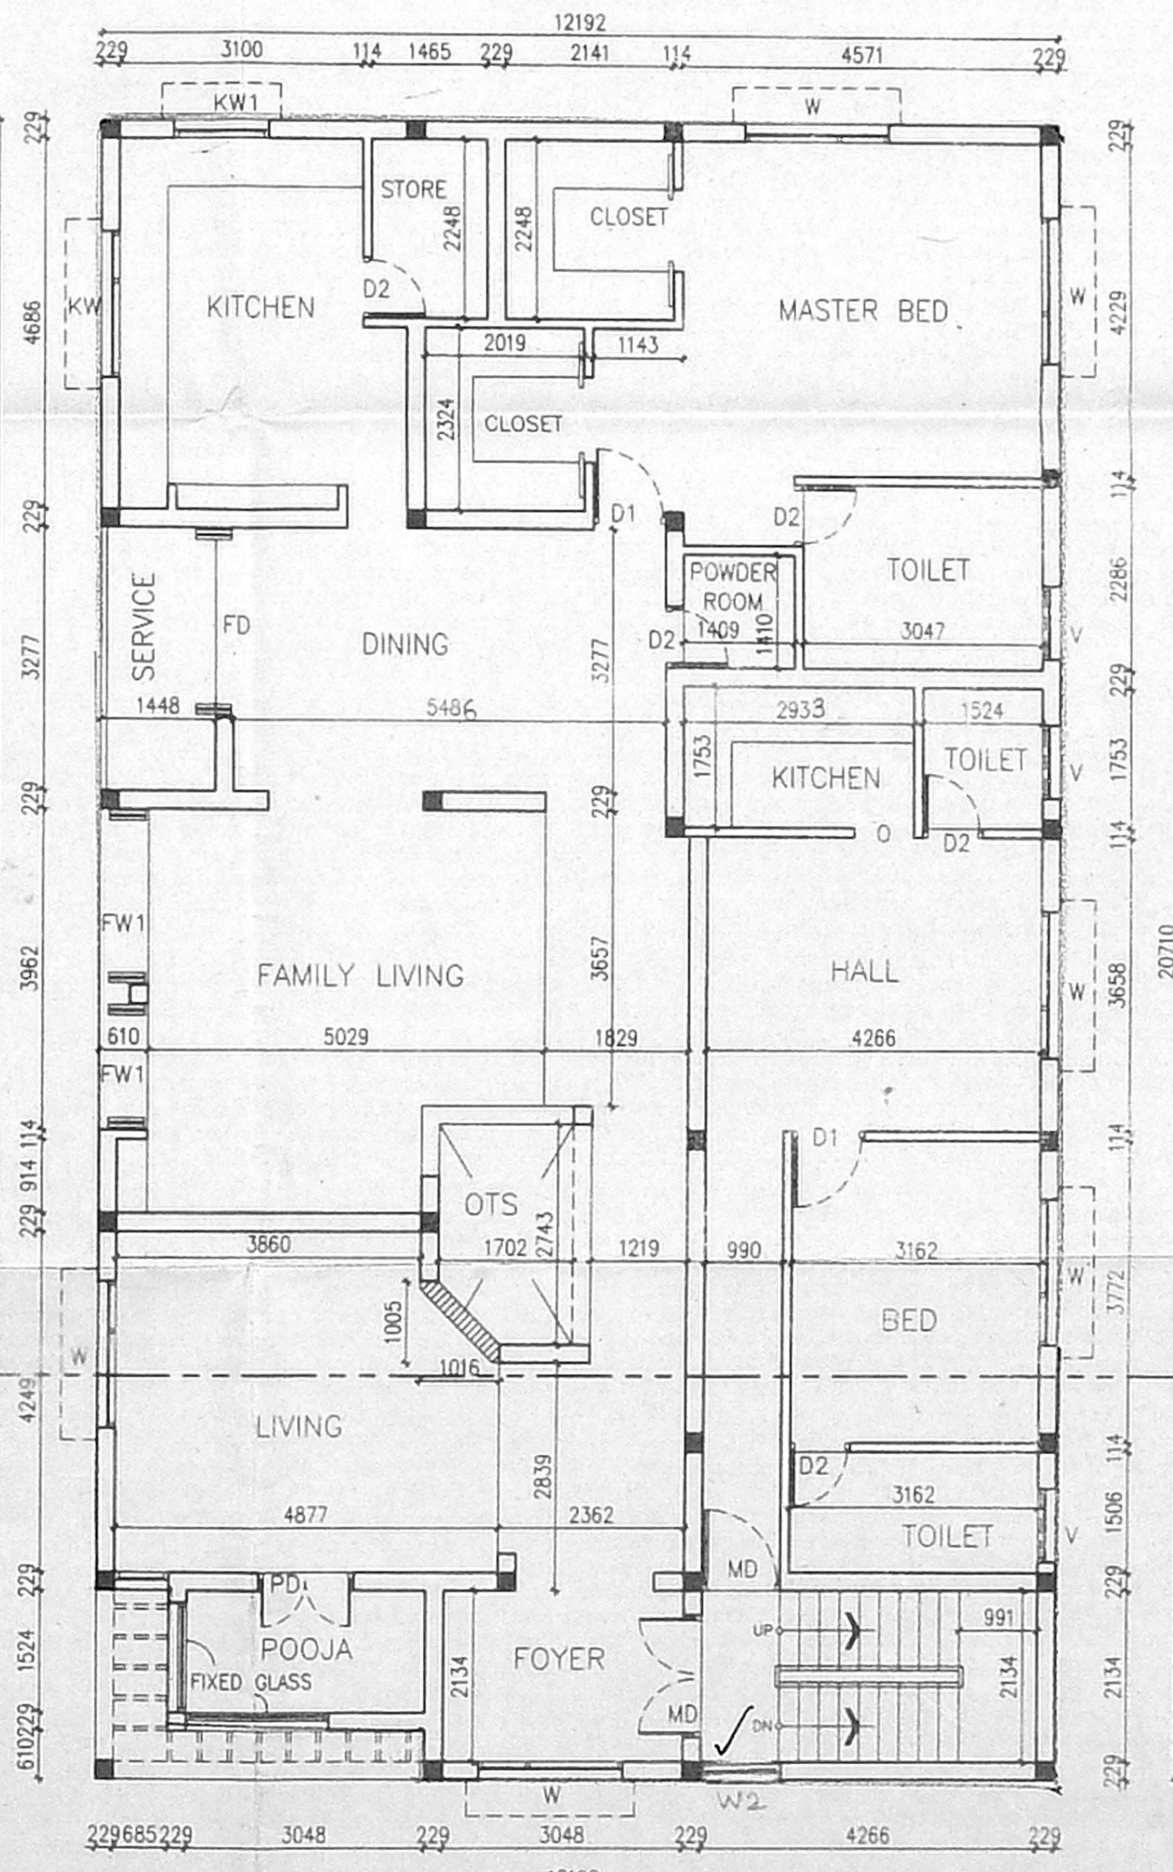 12192
229 3100 114 1465 229 2141 114 4571 229
KW1
W
229
229
STORE
CLOSET
2248
2248
KW
KITCHEN
D2
MASTER BED
W
4686
4229
2019
1143
2324
CLOSET
229
D1
D2
114
SERVICE
FD
DINING
POWDER
ROOM
TOILET
2286
D2
1409
1410
3047
V
3277
3277
1448
5486
229
2933
1524
1753
KITCHEN
TOILET
V
1753
229
229
O
D2
114
FW1
3962
FAMILY LIVING
3657
HALL
W
3658
20710
610
5029
1829
4266
FW1
114
D1
114
914
OTS
229
2743
3860
1702
1219
990
3162
W
3772
1005
BED
W
1016
4249
LIVING
D2
114
2839
3162
1506
4877
2362
TOILET
V
MD
229
PD
229
UP
991
1524
POOJA
FOYER
FIXED GLASS
2134
2134
2134
229
MD
DN
610
W
W2
229
229 685 229 3048 229 3048 229 4266 229